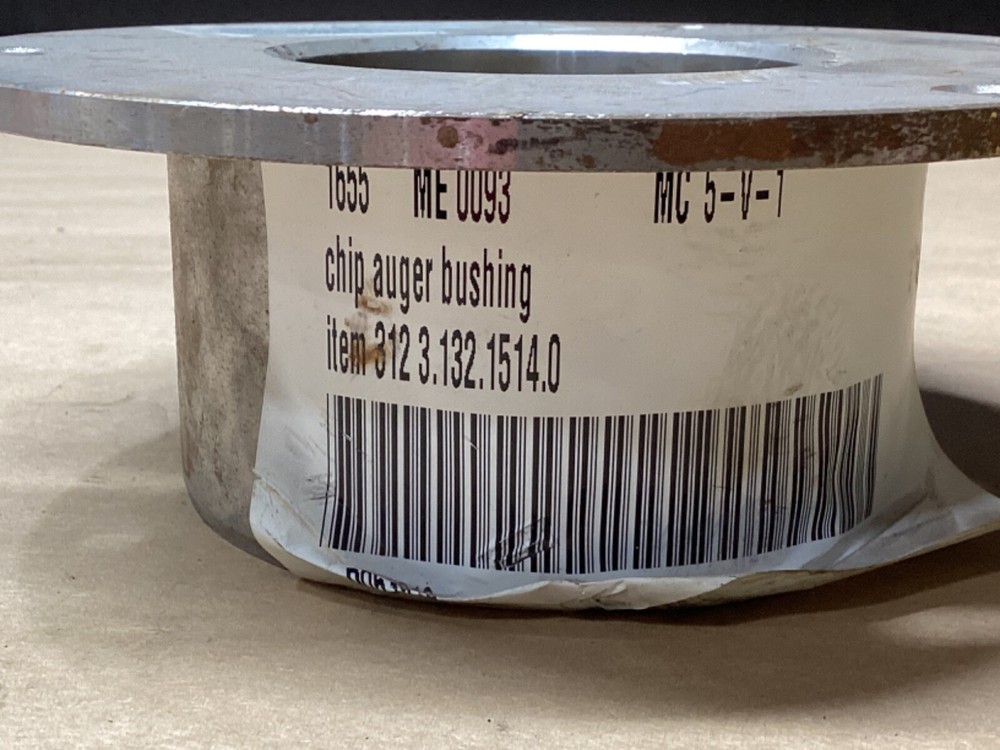 1655 ME 0093 MC 5-V-1
chip auger bushing
item 312 3.132.1514.0